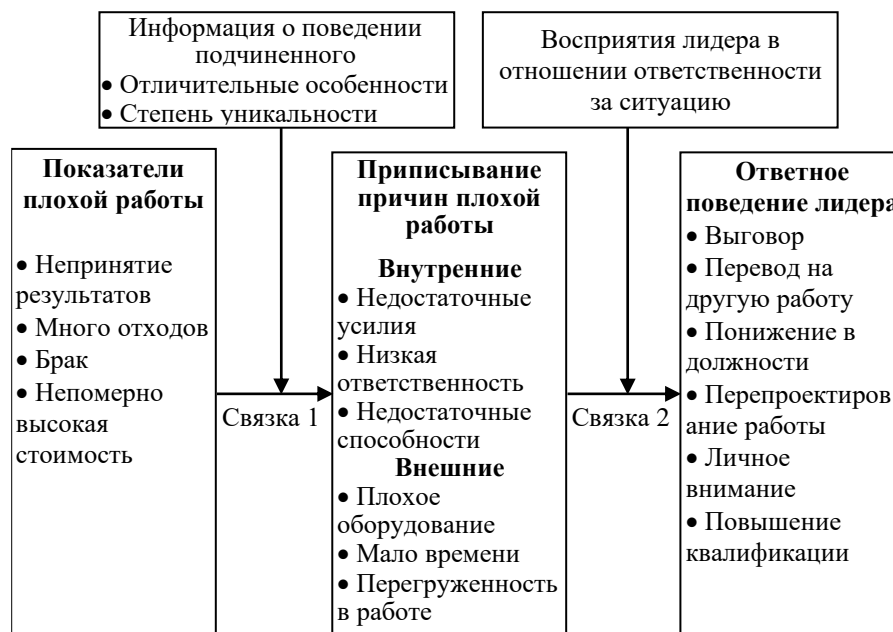 Информация о поведении
подчиненного
• Отличительные особенности
• Степень уникальности
Восприятия лидера в
отношении ответственности
за ситуацию
Показатели
плохой работы
• Непринятие
результатов
• Много отходов
• Брак
• Непомерно
высокая
стоимость
Связка 1
Приписывание
причин плохой
работы
Внутренние
• Недостаточные
усилия
• Низкая
ответственность
• Недостаточные
способности
Внешние
• Плохое
оборудование
• Мало времени
• Перегруженность
в работе
Связка 2
Ответное
поведение лидера
• Выговор
• Перевод на
другую работу
• Понижение в
должности
• Перепроектиров
ание работы
• Личное
внимание
• Повышение
квалификации